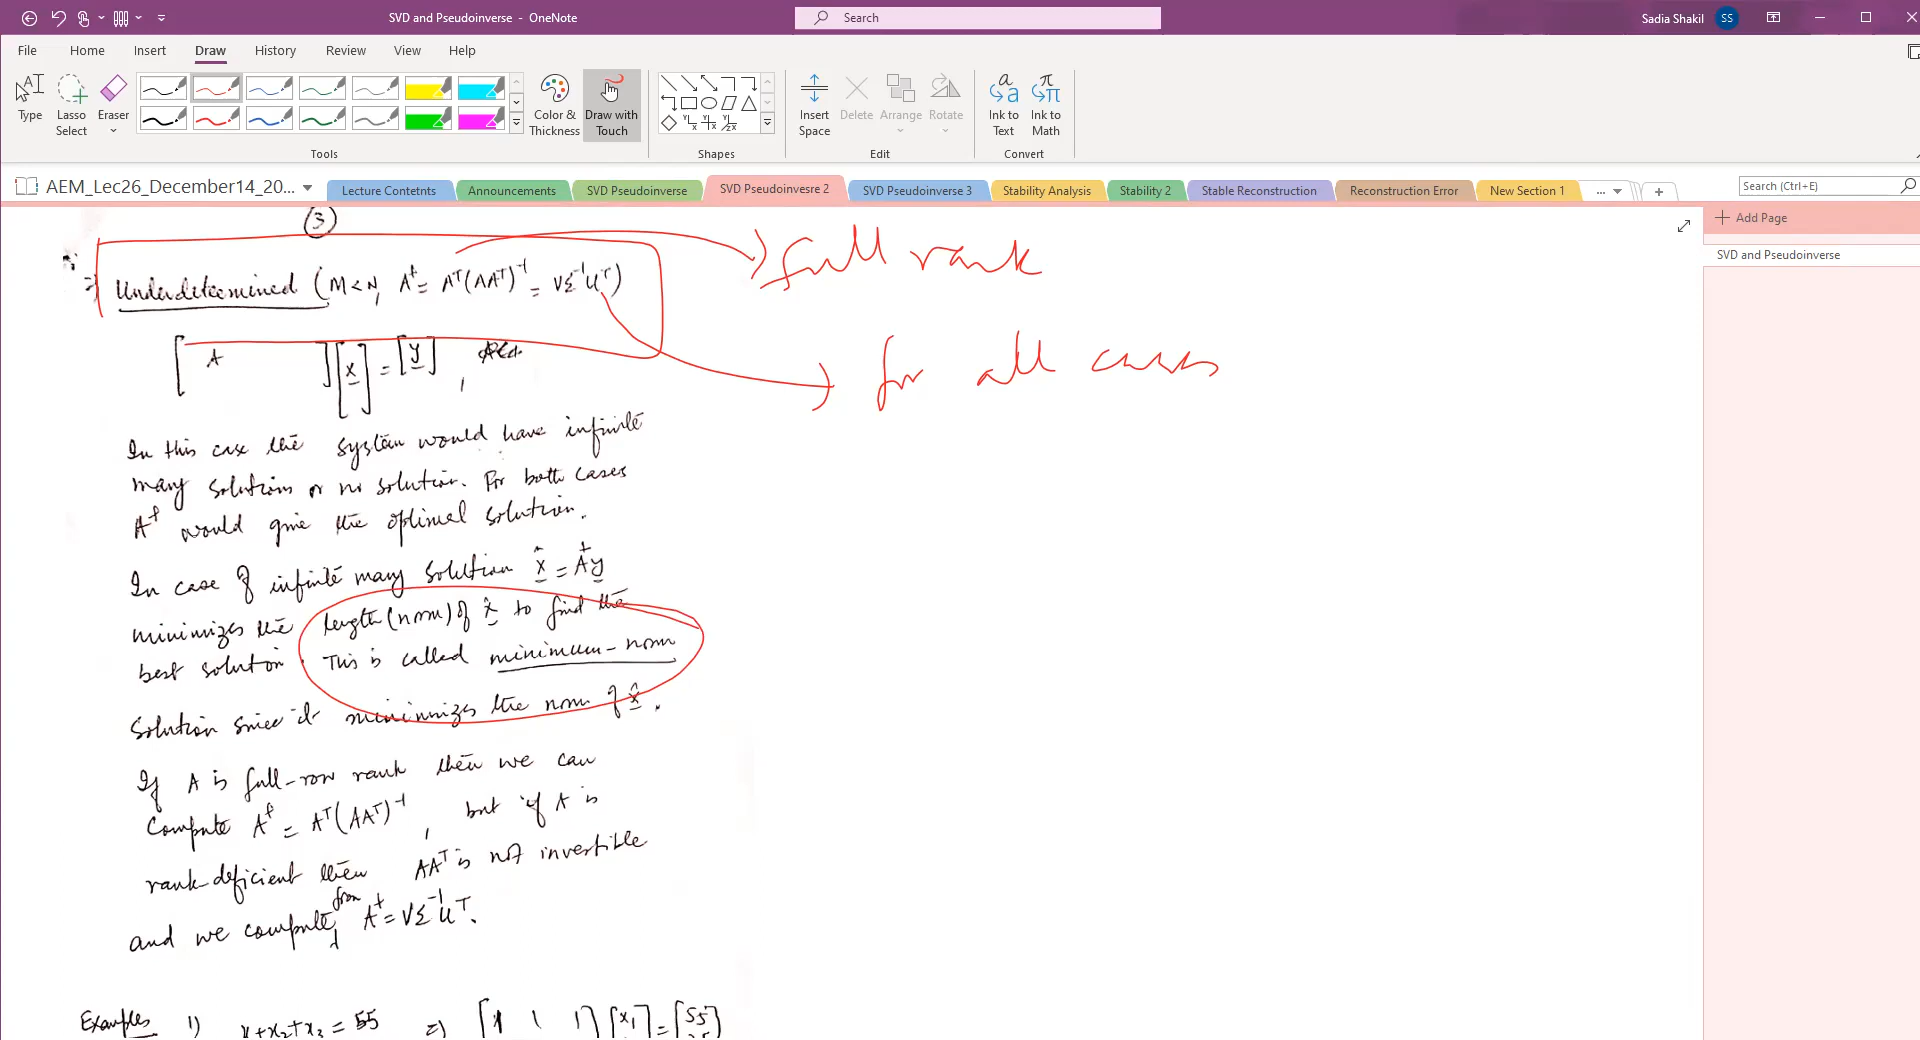 SVD and Pseudoinverse - OneNote
Search
Sadia Shakil
SS
File Home Insert Draw History Review View Help
Type
Lasso Select
Eraser
Color & Thickness
Draw with Touch
Insert Space
Delete
Arrange
Rotate
Ink to Text
Ink to Math
Tools
Shapes
Edit
Convert
AEM_Lec26_December14_20...
Lecture Contetnts
Announcements
SVD Pseudoinverse
SVD Pseudoinvesre 2
SVD Pseudoinverse 3
Stability Analysis
Stability 2
Stable Reconstruction
Reconstruction Error
New Section 1
...
Search (Ctrl+E)
Add Page
SVD and Pseudoinverse
3
⇒ Underdetermined (M<N, A⁺ = Aᵀ(AAᵀ)⁻¹ = VΣ⁻¹Uᵀ)
full rank
for all cases
[A][x] = [y],
In this case the system would have infinite
many solutions or no solution. For both cases
A⁺ would give the optimal solution.
In case of infinite many solution x̂ = A⁺y
minimizes the length (norm) of x̂ to find the
best solution. This is called minimum-norm
solution since it minimizes the norm of x̂.
If A is full-row rank then we can
compute A⁺ = Aᵀ(AAᵀ)⁻¹, but if A is
rank-deficient then AAᵀ is not invertible
and we compute from A⁺ = VΣ⁻¹Uᵀ.
Examples 1) x+x₂+x₃ = 55 ⇒ [1 1 1][x₁] = [55